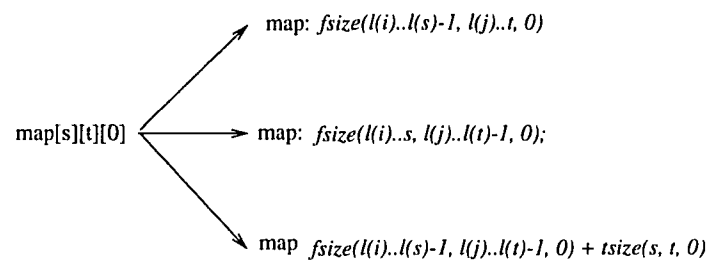 map: fsize(l(i)..l(s)-1, l(j)..t, 0)
map[s][t][0]
map: fsize(l(i)..s, l(j)..l(t)-1, 0);
map fsize(l(i)..l(s)-1, l(j)..l(t)-1, 0) + tsize(s, t, 0)